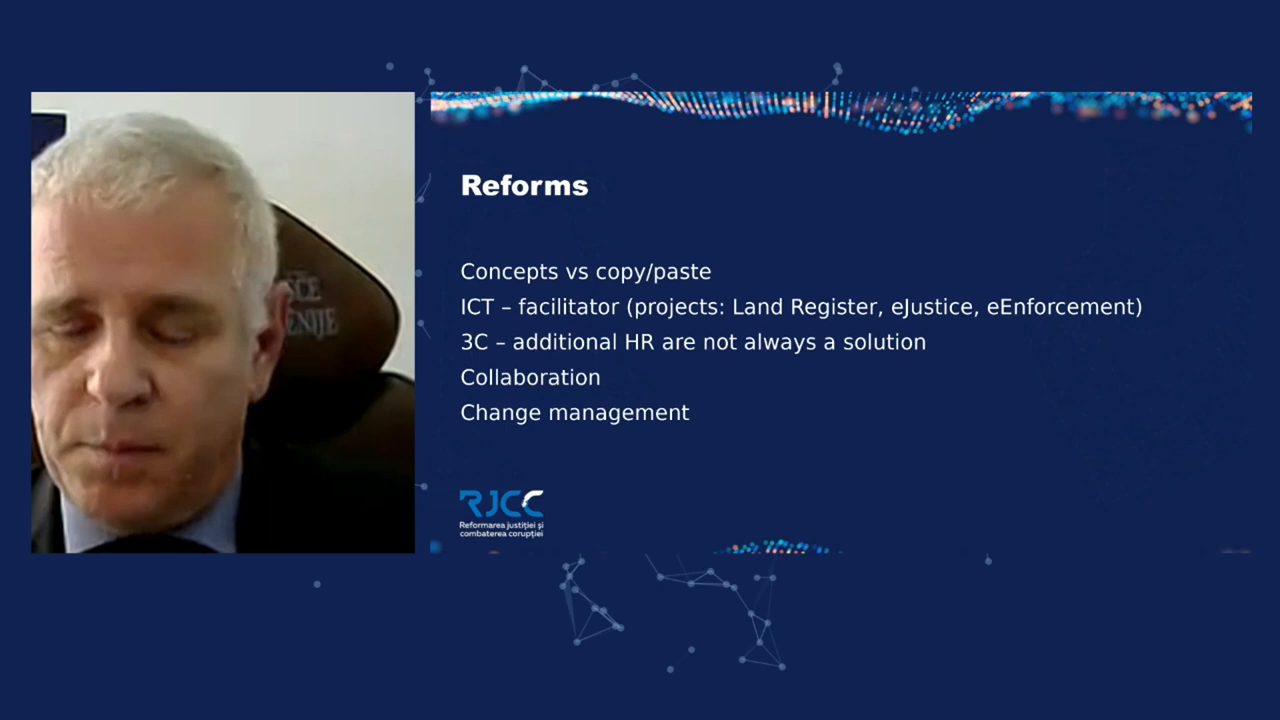 Reforms
Concepts vs copy/paste
ICT – facilitator (projects: Land Register, eJustice, eEnforcement)
3C – additional HR are not always a solution
Collaboration
Change management
RJCC
Reformarea justiției și
combaterea corupției